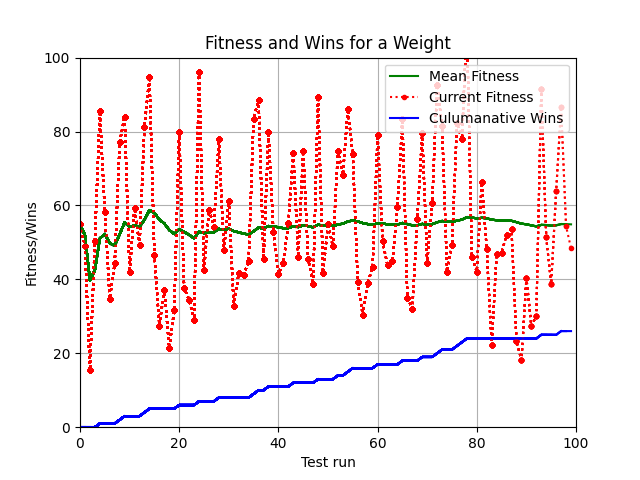 Fitness and Wins for a Weight
Mean Fitness
Current Fitness
Culumanative Wins
Fitness/Wins
100
80
60
40
20
0
0 20 40 60 80 100
Test run